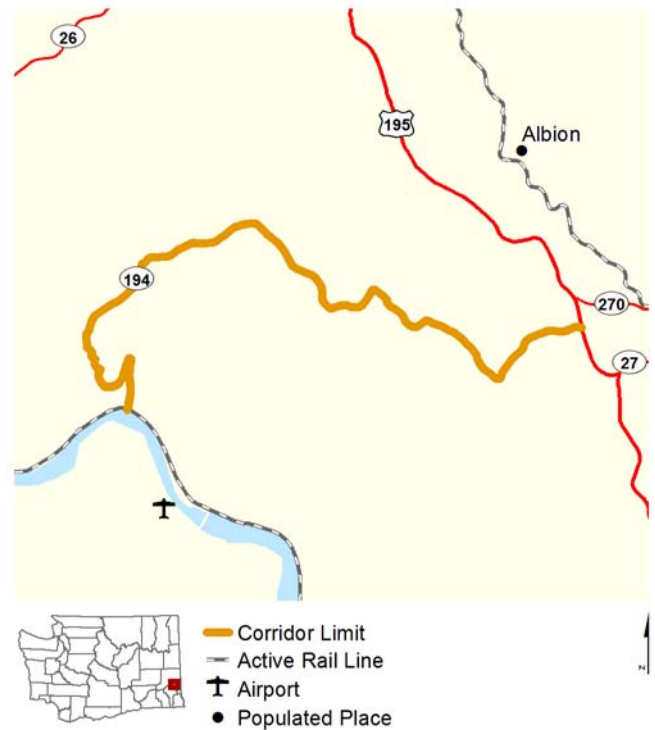 26
195
Albion
194
270
27
Corridor Limit
Active Rail Line
Airport
Populated Place
N